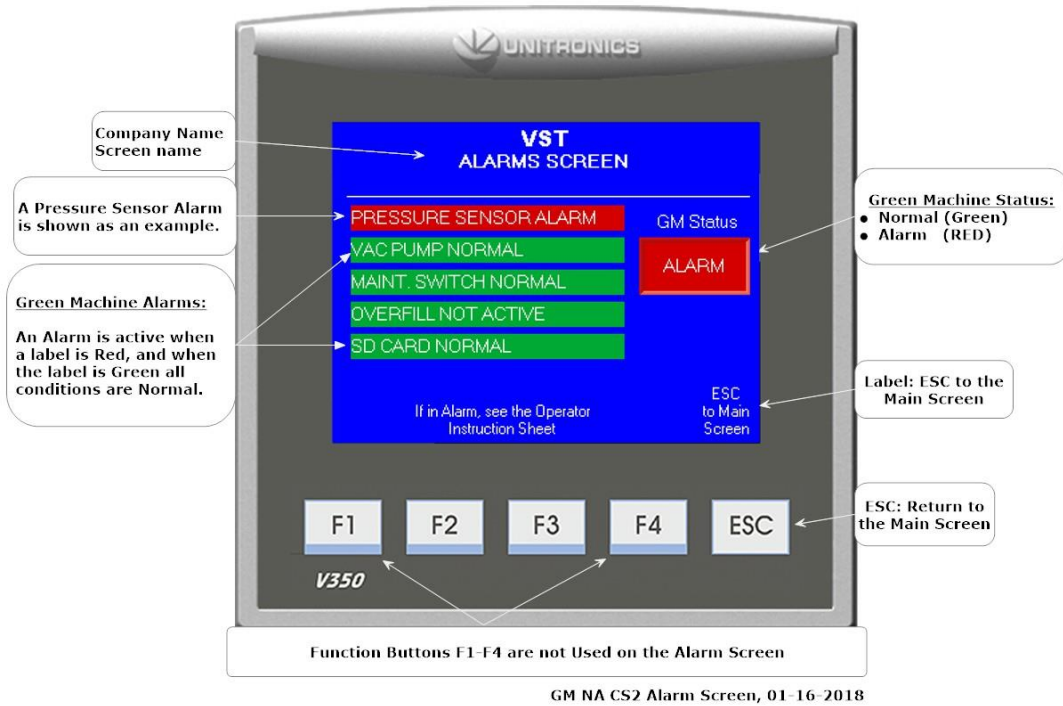 UNITRONICS
Company Name
Screen name
VST
ALARMS SCREEN
A Pressure Sensor Alarm
is shown as an example.
PRESSURE SENSOR ALARM
VAC PUMP NORMAL
MAINT. SWITCH NORMAL
OVERFILL NOT ACTIVE
SD CARD NORMAL
GM Status
ALARM
Green Machine Status:
• Normal (Green)
• Alarm (RED)
Green Machine Alarms:
An Alarm is active when
a label is Red, and when
the label is Green all
conditions are Normal.
If in Alarm, see the Operator
Instruction Sheet
ESC
to Main
Screen
Label: ESC to the
Main Screen
F1
F2
F3
F4
ESC
ESC: Return to
the Main Screen
V350
Function Buttons F1-F4 are not Used on the Alarm Screen
GM NA CS2 Alarm Screen, 01-16-2018